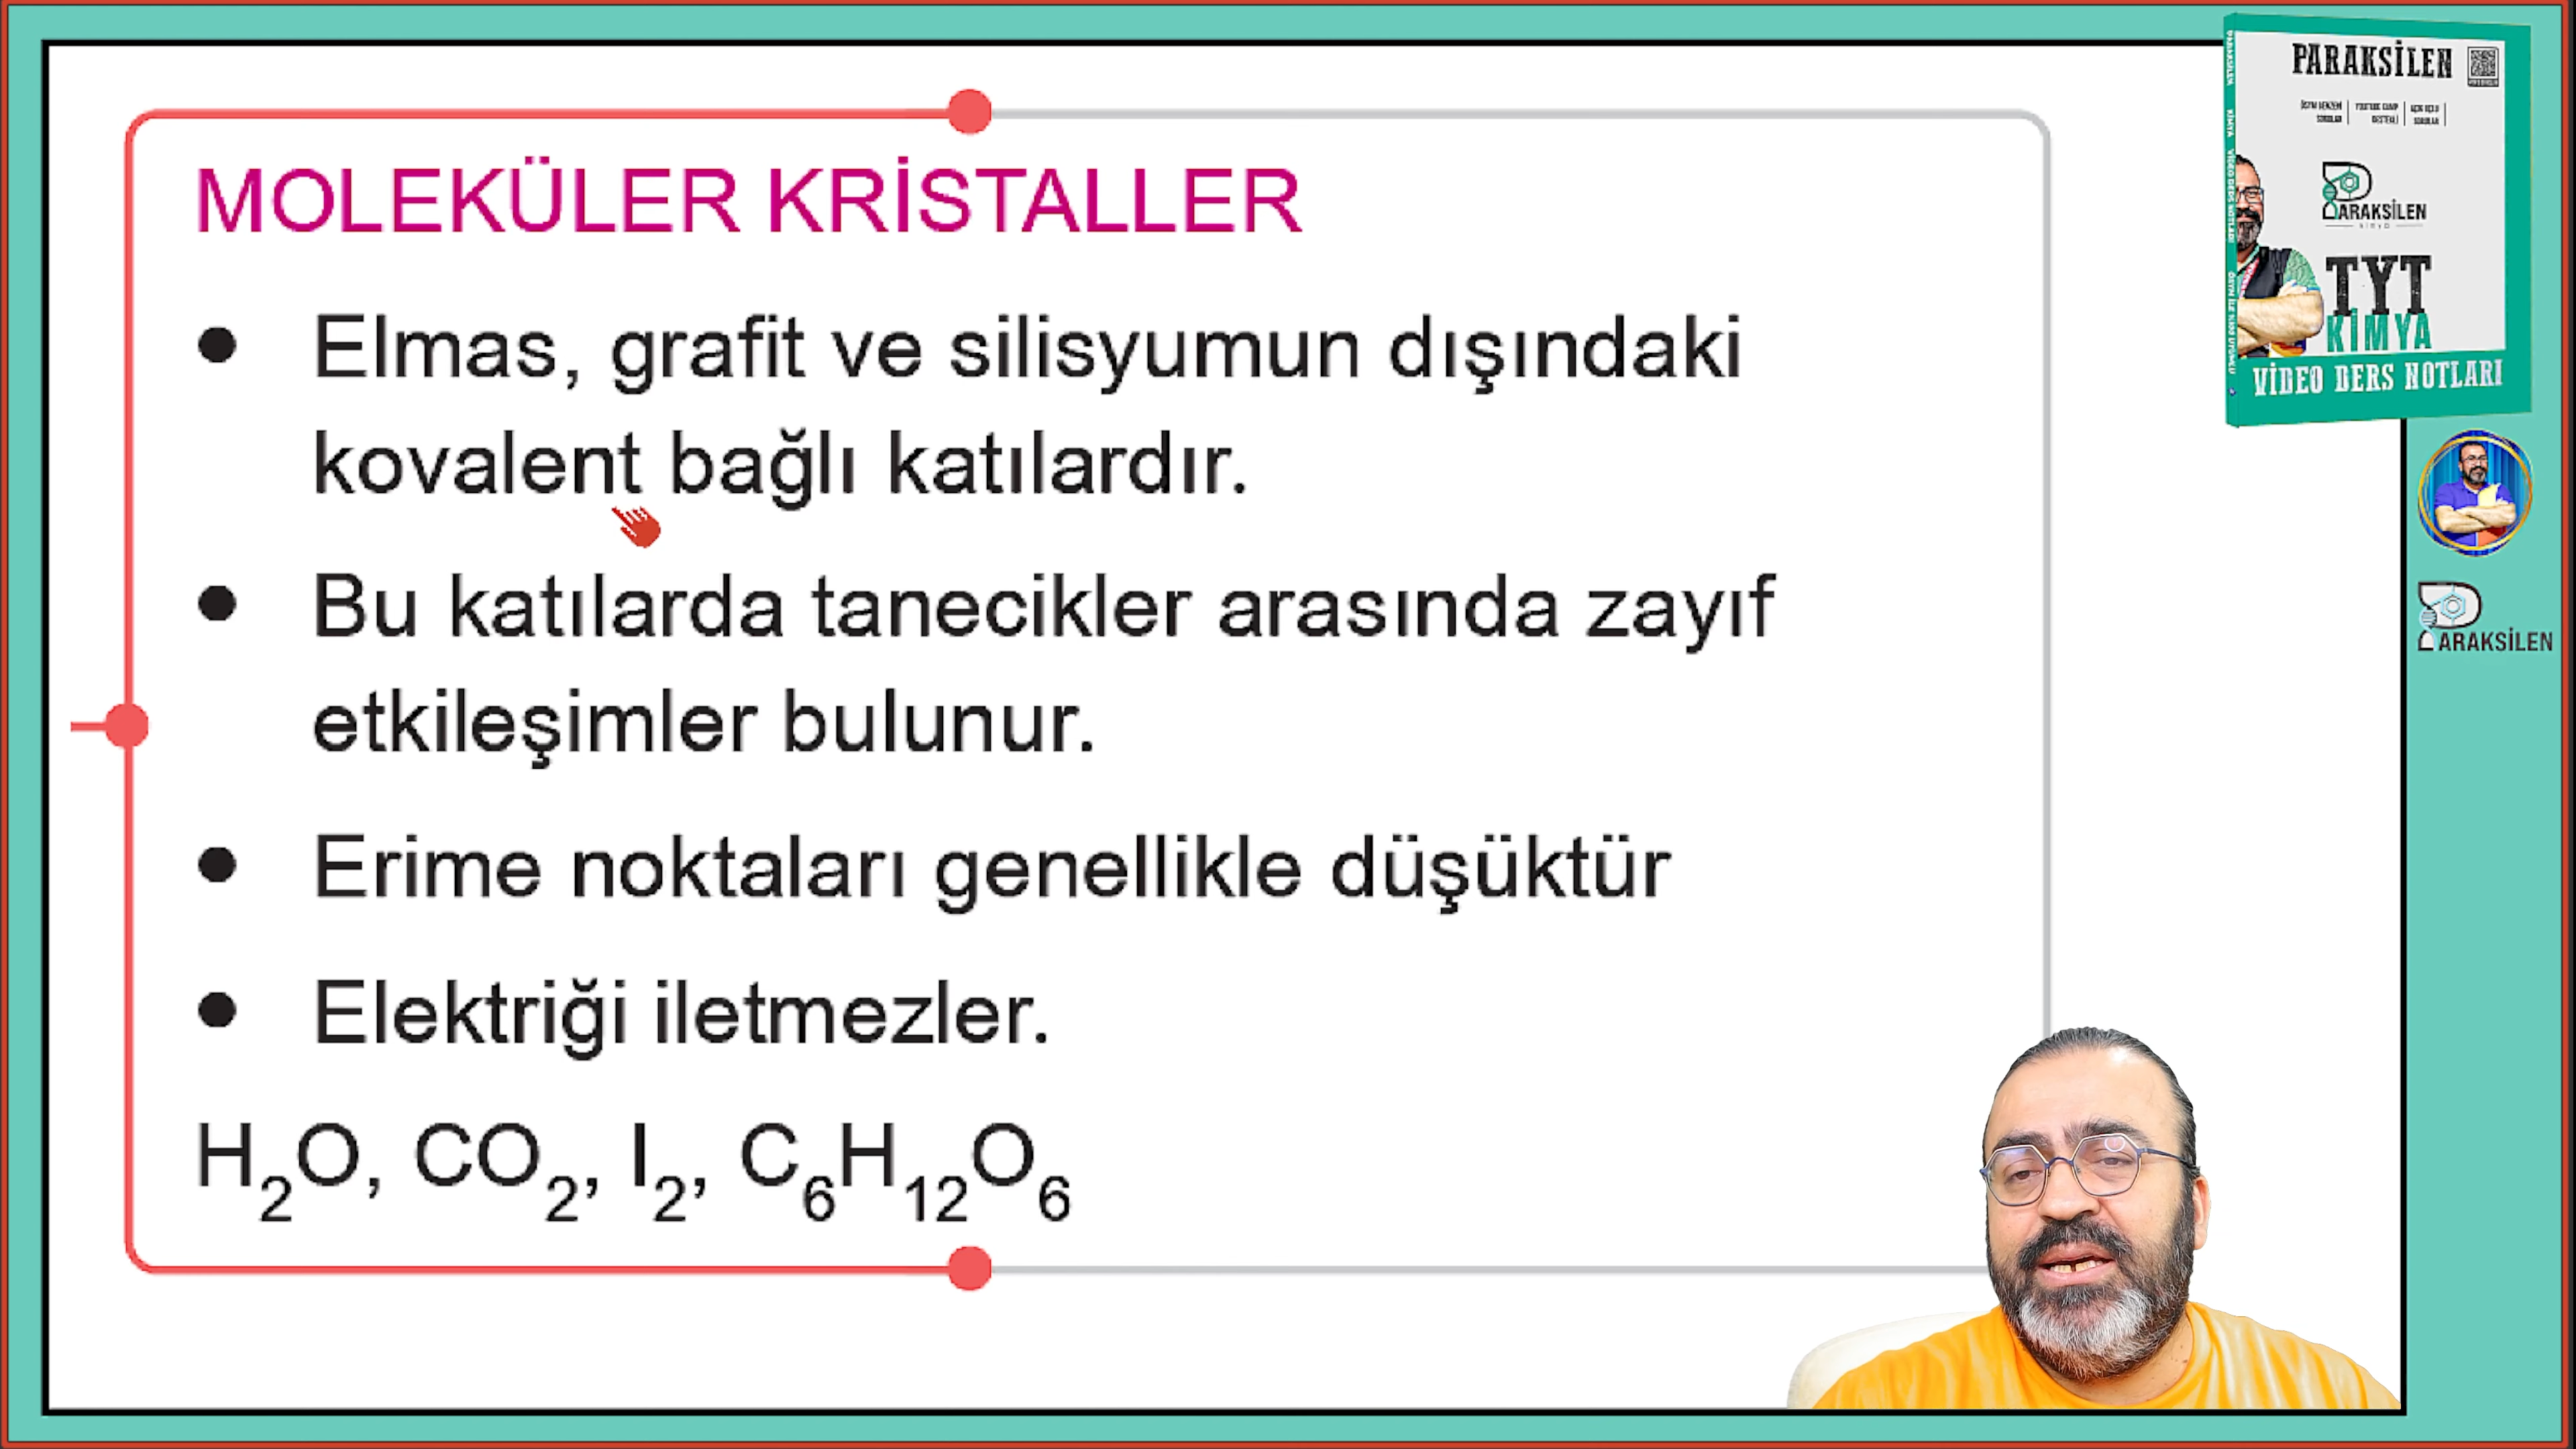 MOLEKÜLER KRİSTALLER
• Elmas, grafit ve silisyumun dışındaki
kovalent bağlı katılardır.
• Bu katılarda tanecikler arasında zayıf
etkileşimler bulunur.
• Erime noktaları genellikle düşüktür
• Elektriği iletmezler.
H₂O, CO₂, I₂, C₆H₁₂O₆
PARAKSİLEN
ARAKSİLEN
TYT
KİMYA
VİDEO DERS NOTLARI
ARAKSİLEN